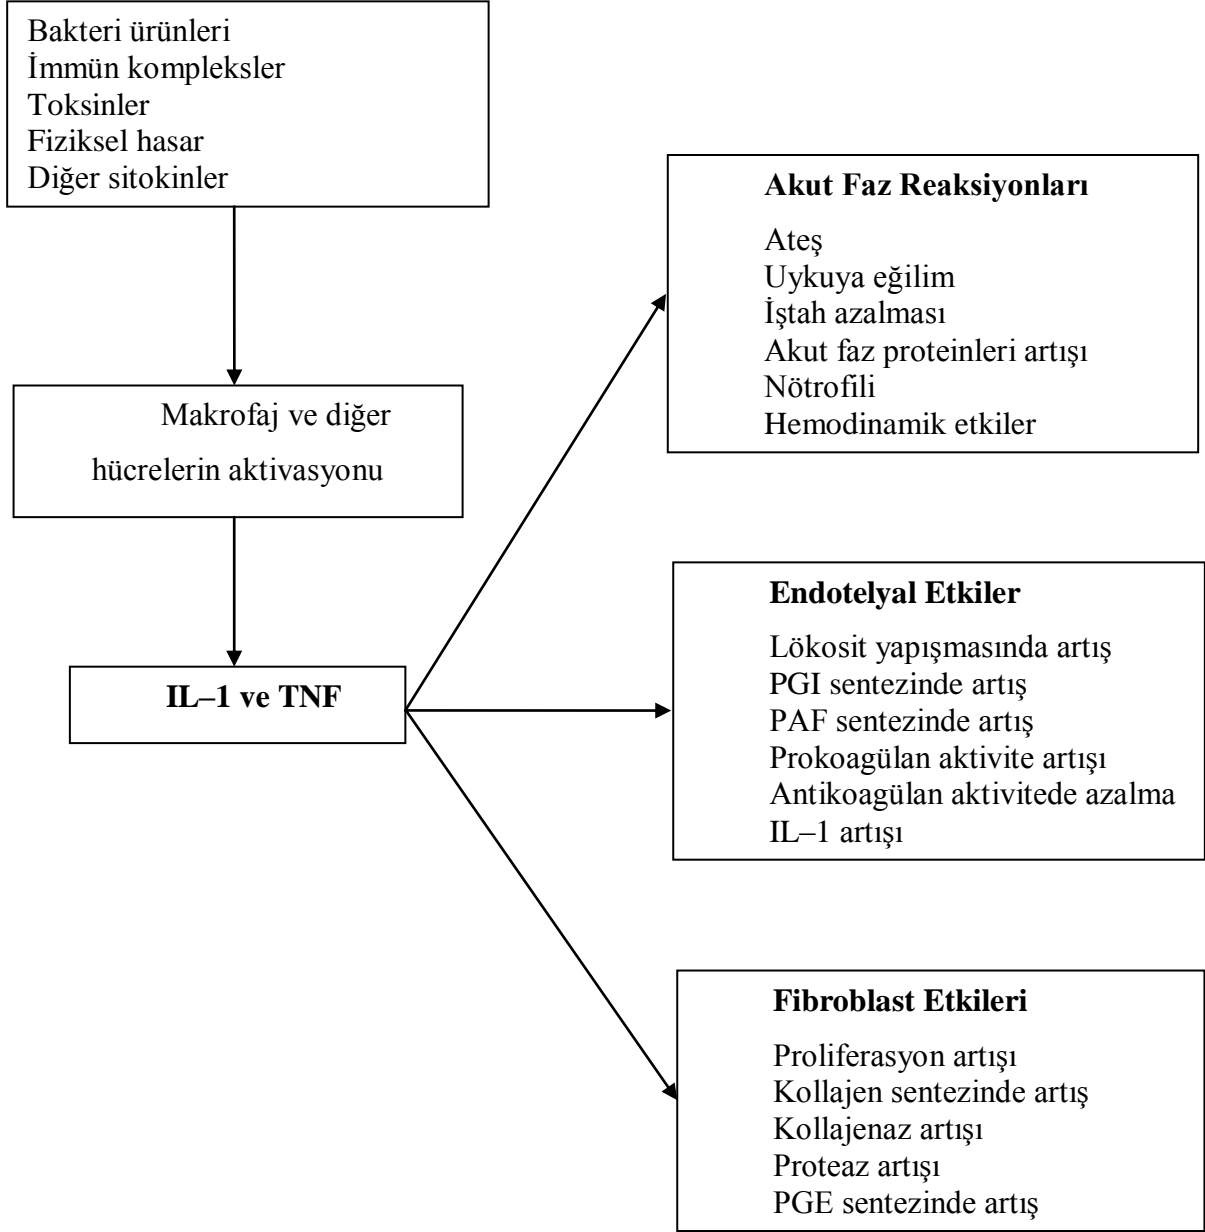 Bakteri ürünleri
İmmün kompleksler
Toksinler
Fiziksel hasar
Diğer sitokinler
Makrofaj ve diğer
hücrelerin aktivasyonu
IL–1 ve TNF
Akut Faz Reaksiyonları
Ateş
Uykuya eğilim
İştah azalması
Akut faz proteinleri artışı
Nötrofili
Hemodinamik etkiler
Endotelyal Etkiler
Lökosit yapışmasında artış
PGI sentezinde artış
PAF sentezinde artış
Prokoagülan aktivite artışı
Antikoagülan aktivitede azalma
IL–1 artışı
Fibroblast Etkileri
Proliferasyon artışı
Kollajen sentezinde artış
Kollajenaz artışı
Proteaz artışı
PGE sentezinde artış